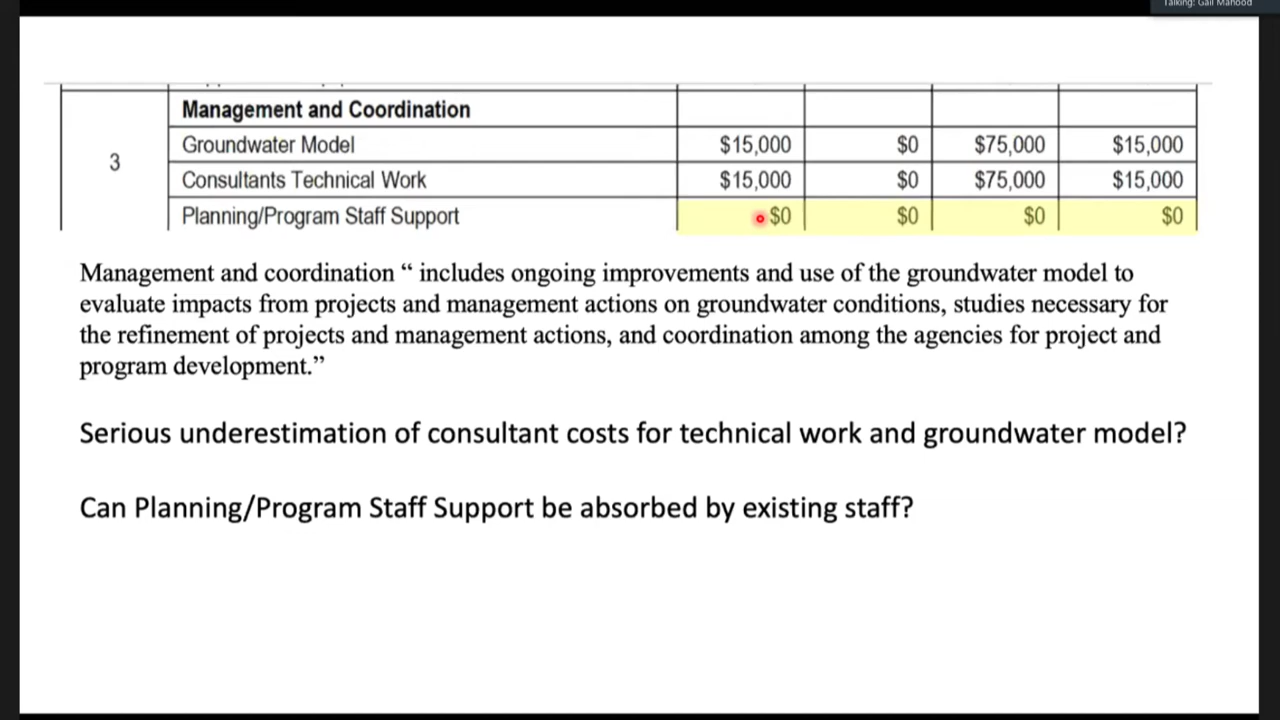 Talking: Gail Mahood
Management and Coordination
3
Groundwater Model $15,000 $0 $75,000 $15,000
Consultants Technical Work $15,000 $0 $75,000 $15,000
Planning/Program Staff Support $0 $0 $0 $0
Management and coordination “ includes ongoing improvements and use of the groundwater model to
evaluate impacts from projects and management actions on groundwater conditions, studies necessary for
the refinement of projects and management actions, and coordination among the agencies for project and
program development.”
Serious underestimation of consultant costs for technical work and groundwater model?
Can Planning/Program Staff Support be absorbed by existing staff?